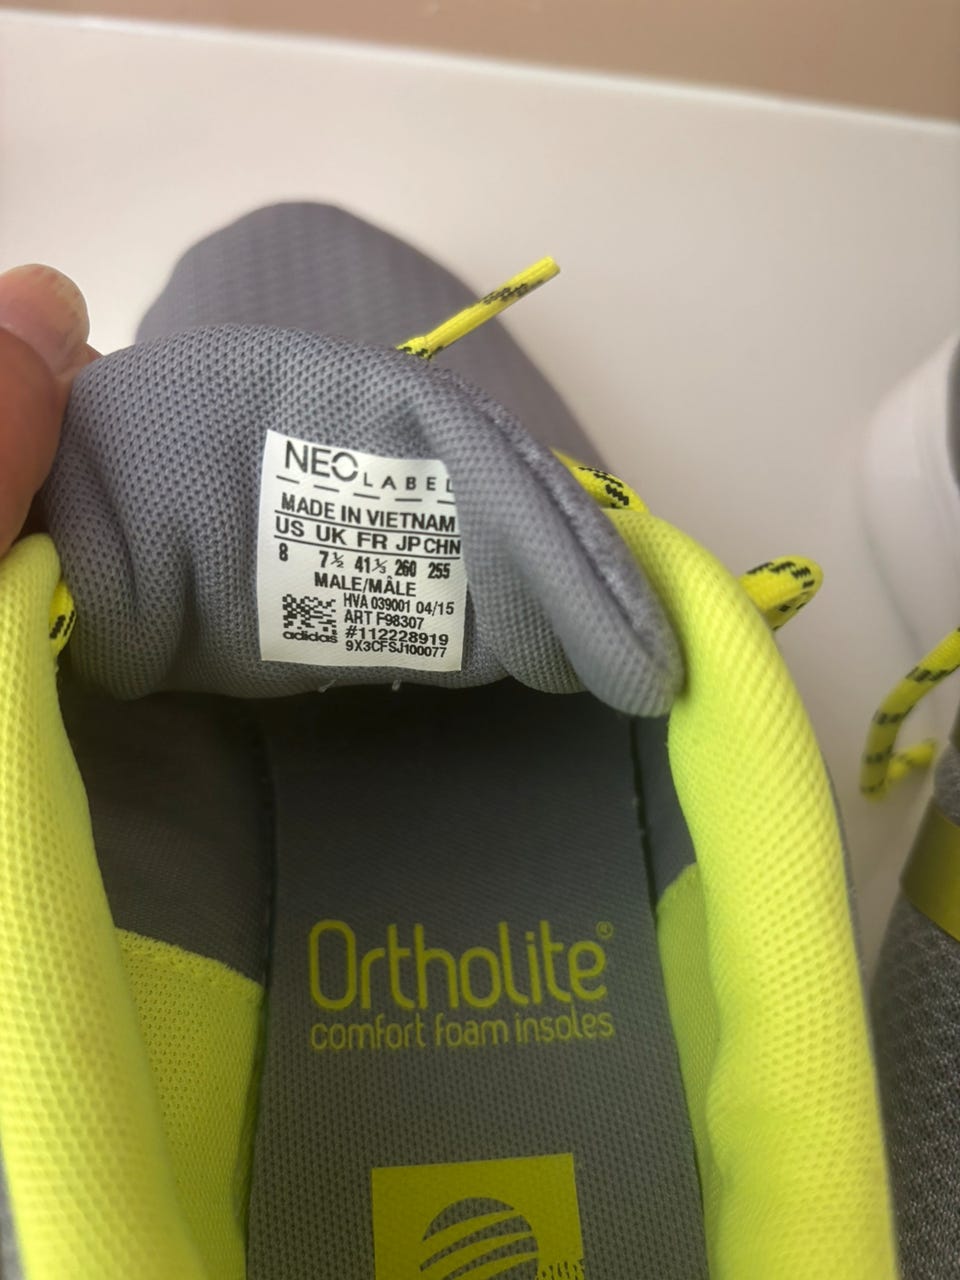 NEO LABEL
MADE IN VIETNAM
US UK FR JP CHN
8 7½ 41⅓ 260 255
MALE/MÂLE
HVA 039001 04/15
ART F98307
adidas #112228919
9X3CFSJ100077
Ortholite®
comfort foam insoles